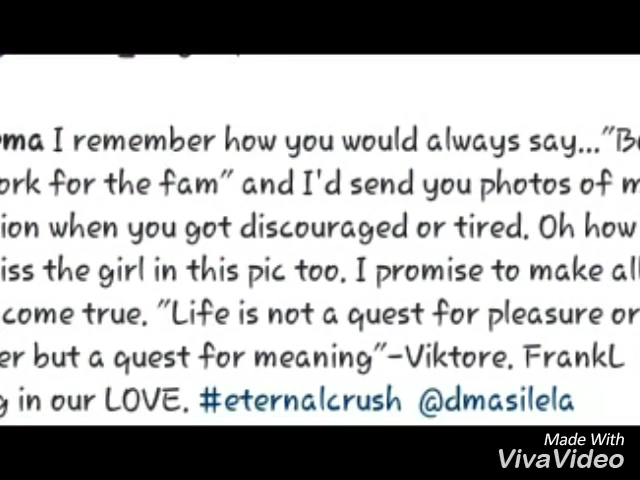 ma I remember how you would always say..."B
ork for the fam" and I'd send you photos of m
ion when you got discouraged or tired. Oh how
iss the girl in this pic too. I promise to make all
come true. "Life is not a quest for pleasure or
er but a quest for meaning"-Viktore. FrankL
g in our LOVE. #eternalcrush @dmasilela
Made With
VivaVideo